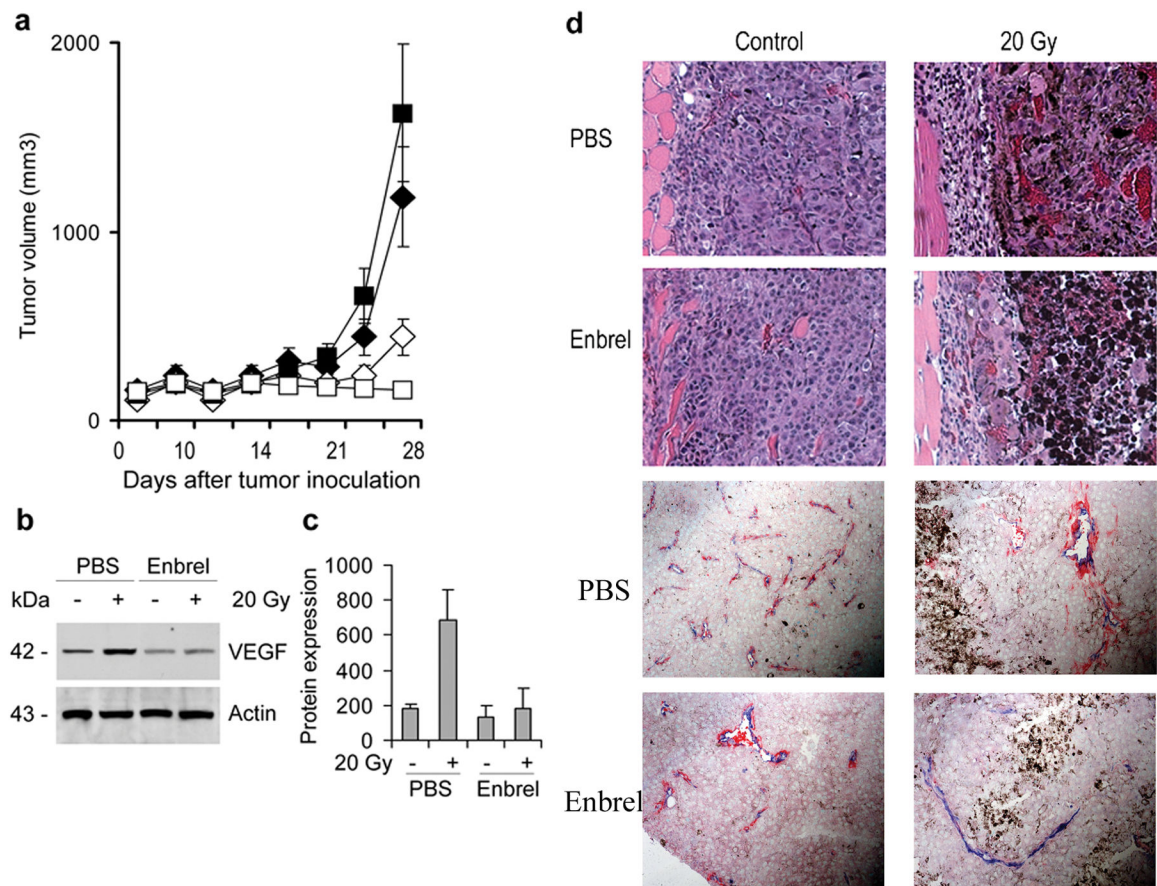 a
2000
1000
0
Tumor volume (mm3)
0 10 14 21 28
Days after tumor inoculation
b
PBS Enbrel
kDa - + - + 20 Gy
42 - VEGF
43 - Actin
c
1000
800
600
400
200
0
Protein expression
20 Gy - + - +
PBS Enbrel
d
Control 20 Gy
PBS
Enbrel
PBS
Enbrel